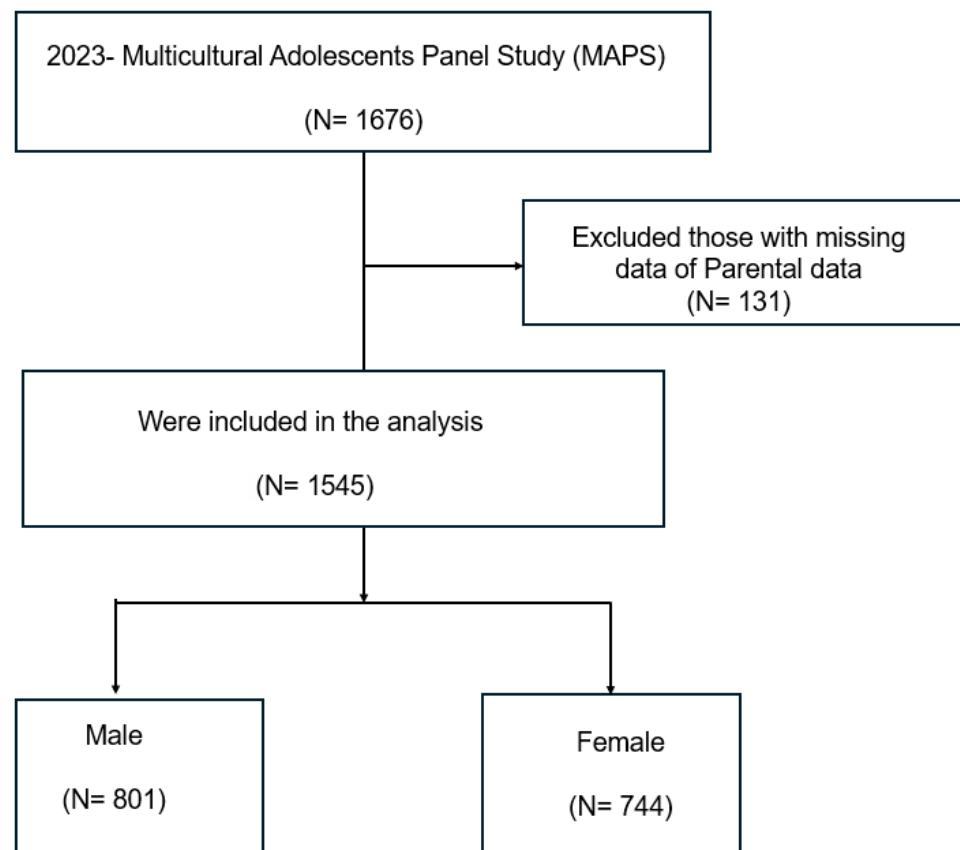 2023- Multicultural Adolescents Panel Study (MAPS)
(N= 1676)
Excluded those with missing
data of Parental data
(N= 131)
Were included in the analysis
(N= 1545)
Male
(N= 801)
Female
(N= 744)